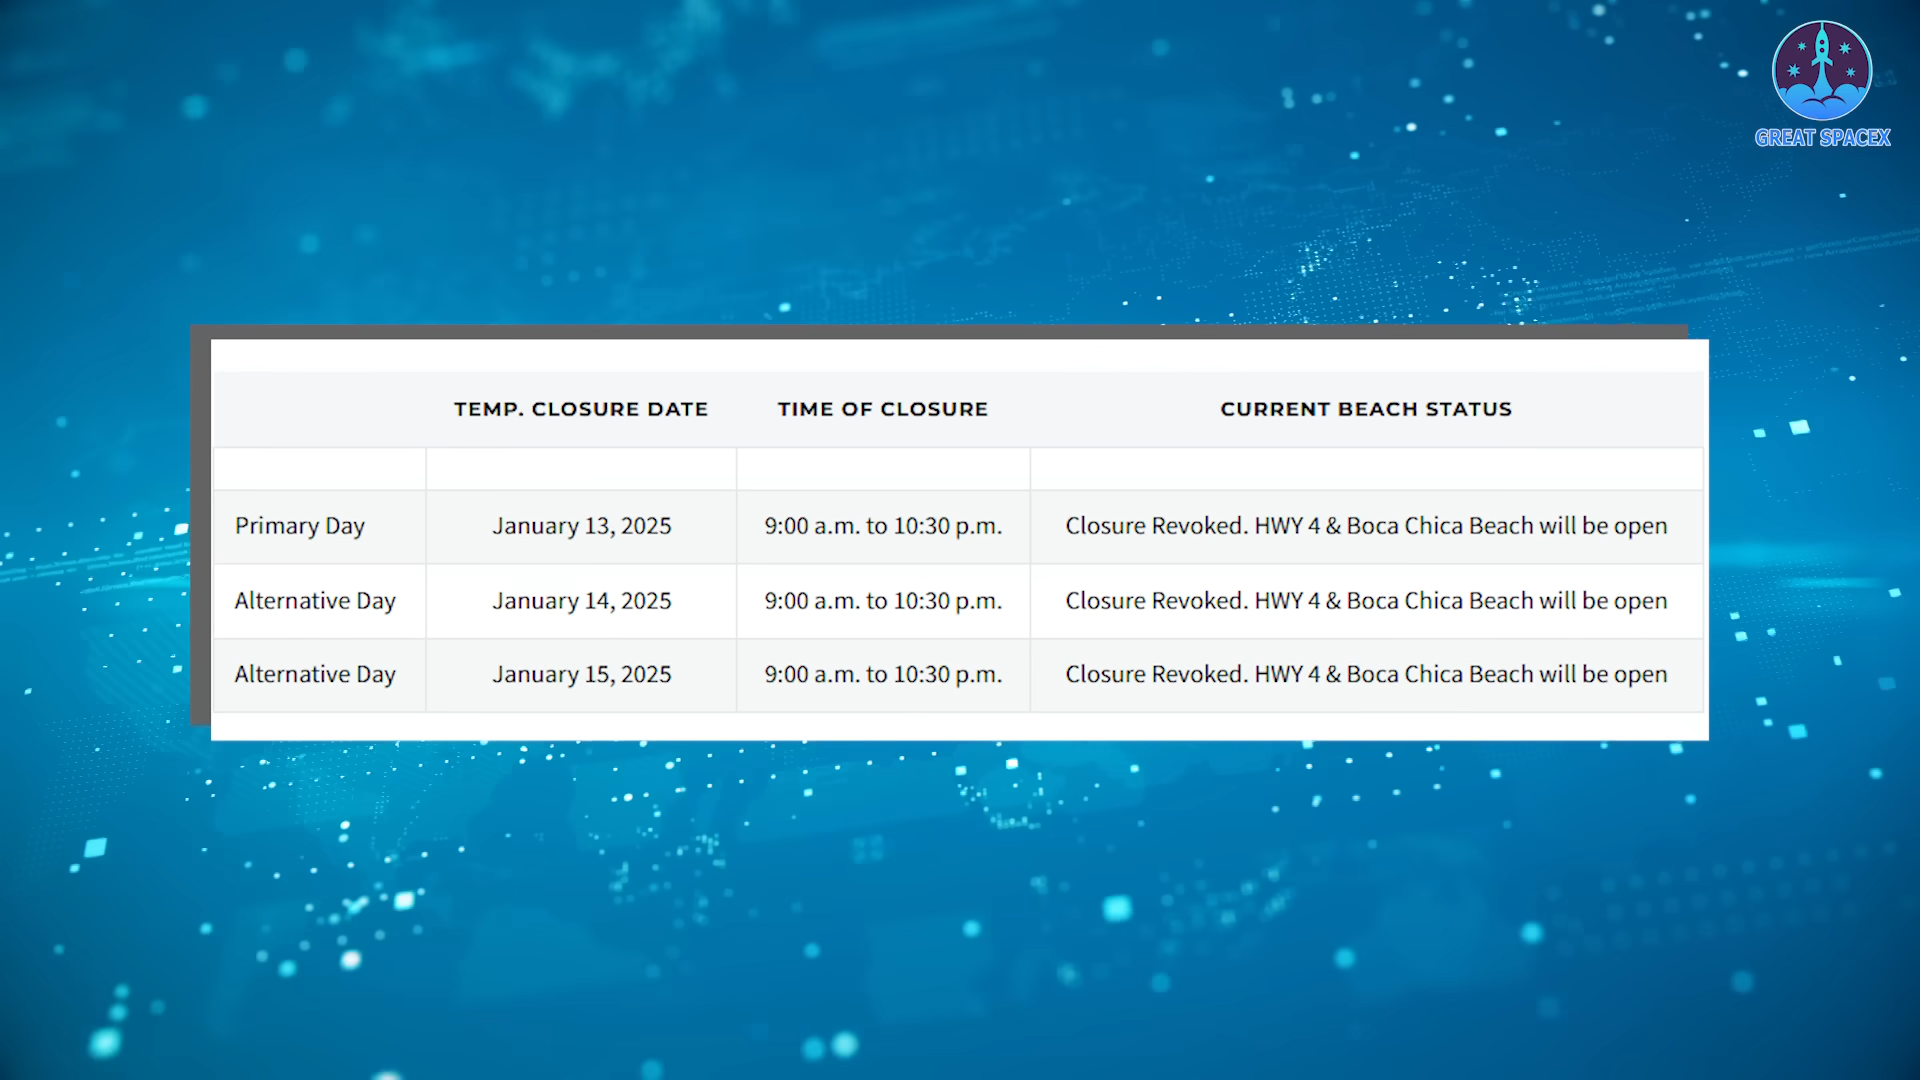 GREAT SPACEX
TEMP. CLOSURE DATE TIME OF CLOSURE CURRENT BEACH STATUS
Primary Day January 13, 2025 9:00 a.m. to 10:30 p.m. Closure Revoked. HWY 4 & Boca Chica Beach will be open
Alternative Day January 14, 2025 9:00 a.m. to 10:30 p.m. Closure Revoked. HWY 4 & Boca Chica Beach will be open
Alternative Day January 15, 2025 9:00 a.m. to 10:30 p.m. Closure Revoked. HWY 4 & Boca Chica Beach will be open